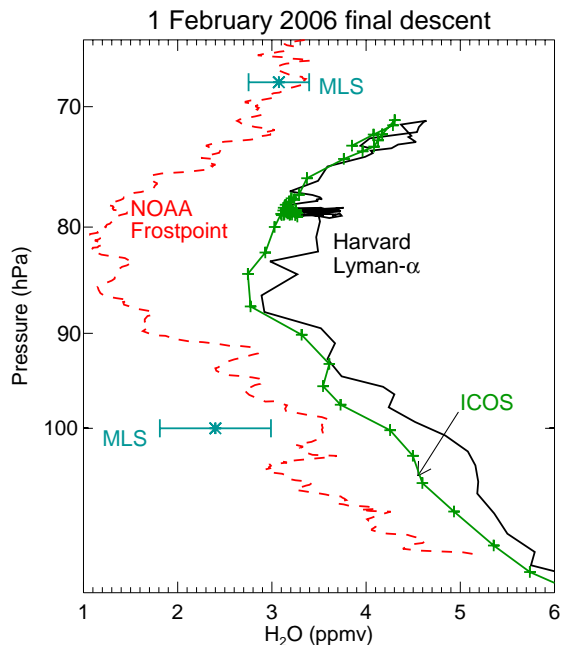 1 February 2006 final descent
MLS
70
NOAA
Frostpoint
80
Harvard
Lyman-α
Pressure (hPa)
90
ICOS
100
MLS
1 2 3 4 5 6
H₂O (ppmv)